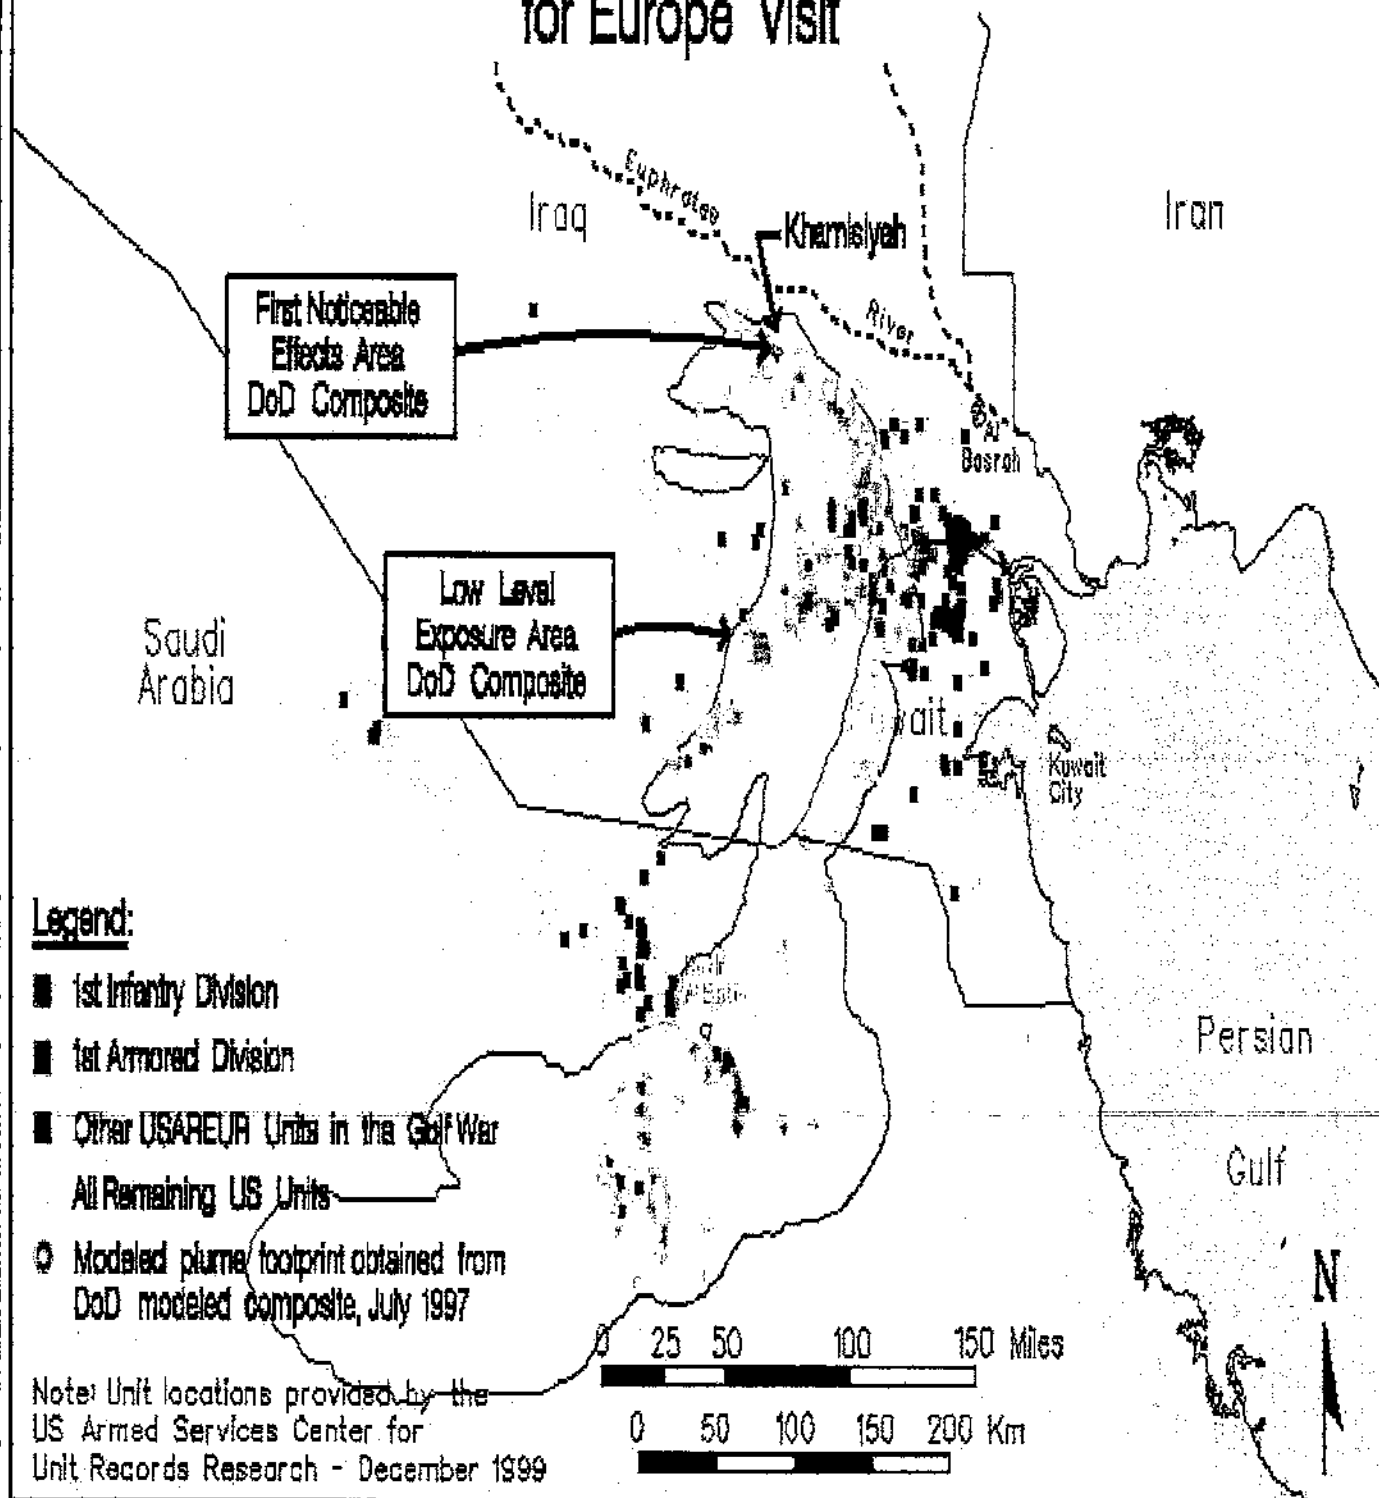 for Europe Visit
Euphrates
Iraq
Khamisiyah
Iran
First Noticeable
Effects Area
DoD Composite
River
Al
Basrah
Low Level
Exposure Area
DoD Composite
Saudi
Arabia
wait
Kuwait
City
Legend:
1st Infantry Division
1st Armored Division
Other USAREUR Units in the Golf War
All Remaining US Units
Modeled plume footprint obtained from
DoD modeled composite, July 1997
Persian
Gulf
N
0 25 50 100 150 Miles
0 50 100 150 200 Km
Note: Unit locations provided by the
US Armed Services Center for
Unit Records Research - December 1999